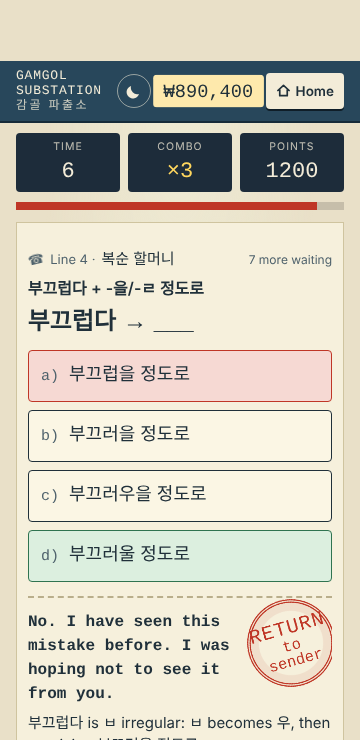 GAMGOL
SUBSTATION
감골 파출소
₩890,400
Home
TIME
6
COMBO
×3
POINTS
1200
☎ Line 4 · 복순 할머니
7 more waiting
부끄럽다 + -을/-ㄹ 정도로
부끄럽다 → ___
a) 부끄럽을 정도로
b) 부끄러을 정도로
c) 부끄러우을 정도로
d) 부끄러울 정도로
No. I have seen this
mistake before. I was
hoping not to see it
from you.
RETURN
to
sender
부끄럽다 is ㅂ irregular: ㅂ becomes 우, then